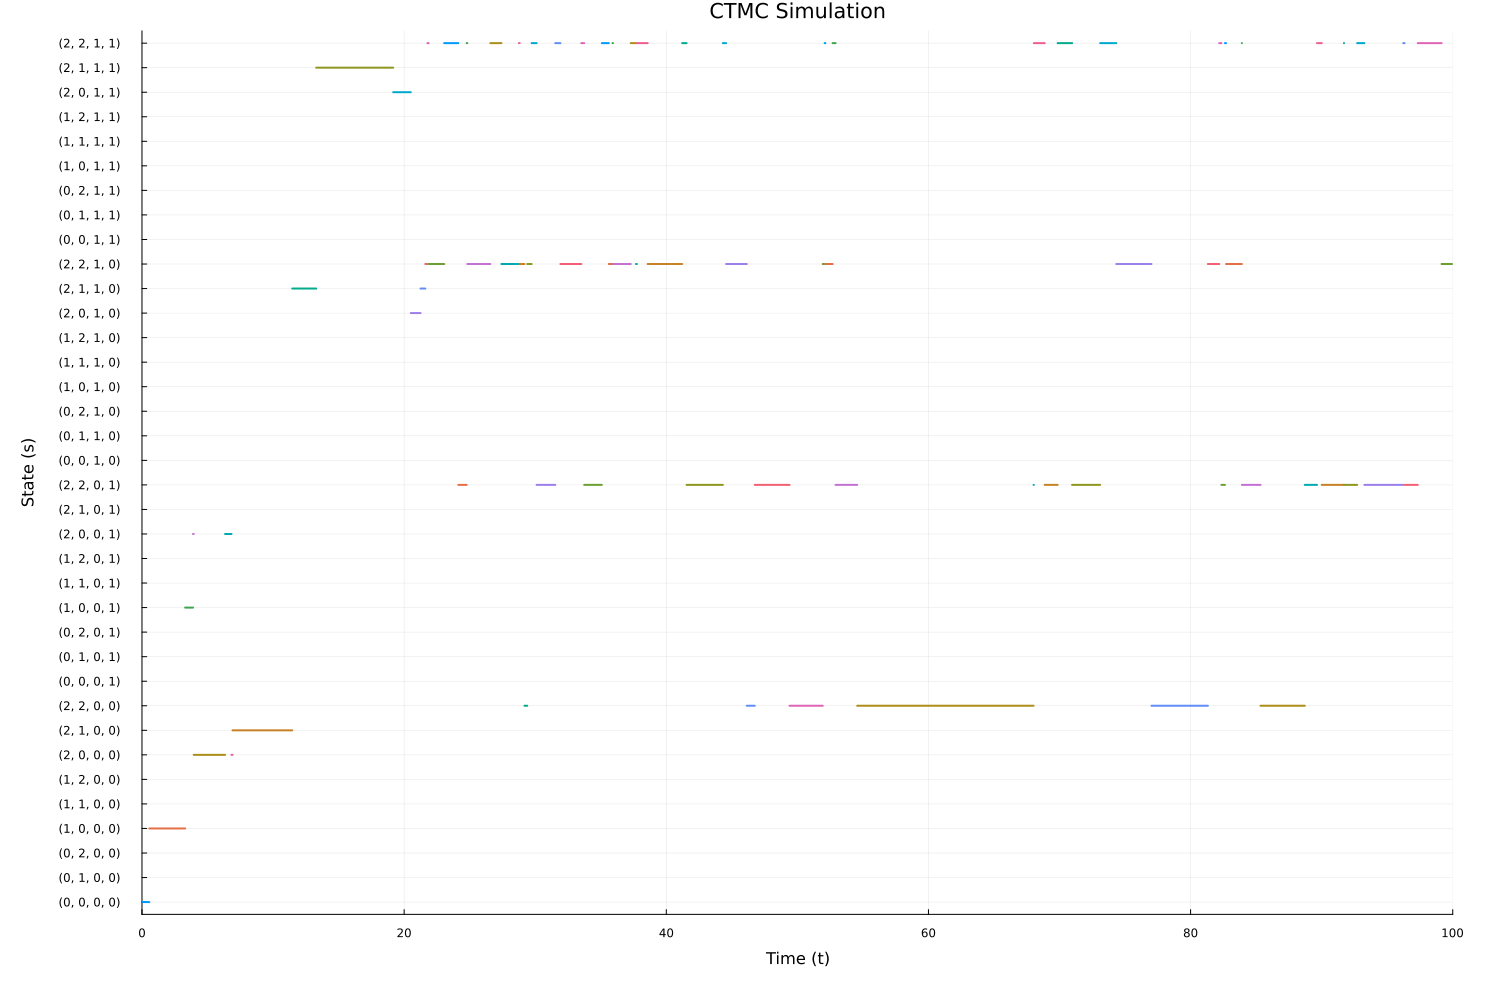 CTMC Simulation
(2, 2, 1, 1)
(2, 1, 1, 1)
(2, 0, 1, 1)
(1, 2, 1, 1)
(1, 1, 1, 1)
(1, 0, 1, 1)
(0, 2, 1, 1)
(0, 1, 1, 1)
(0, 0, 1, 1)
(2, 2, 1, 0)
(2, 1, 1, 0)
(2, 0, 1, 0)
(1, 2, 1, 0)
(1, 1, 1, 0)
(1, 0, 1, 0)
(0, 2, 1, 0)
(0, 1, 1, 0)
(0, 0, 1, 0)
(2, 2, 0, 1)
(2, 1, 0, 1)
(2, 0, 0, 1)
(1, 2, 0, 1)
(1, 1, 0, 1)
(1, 0, 0, 1)
(0, 2, 0, 1)
(0, 1, 0, 1)
(0, 0, 0, 1)
(2, 2, 0, 0)
(2, 1, 0, 0)
(2, 0, 0, 0)
(1, 2, 0, 0)
(1, 1, 0, 0)
(1, 0, 0, 0)
(0, 2, 0, 0)
(0, 1, 0, 0)
(0, 0, 0, 0)
State (s)
0 20 40 60 80 100
Time (t)